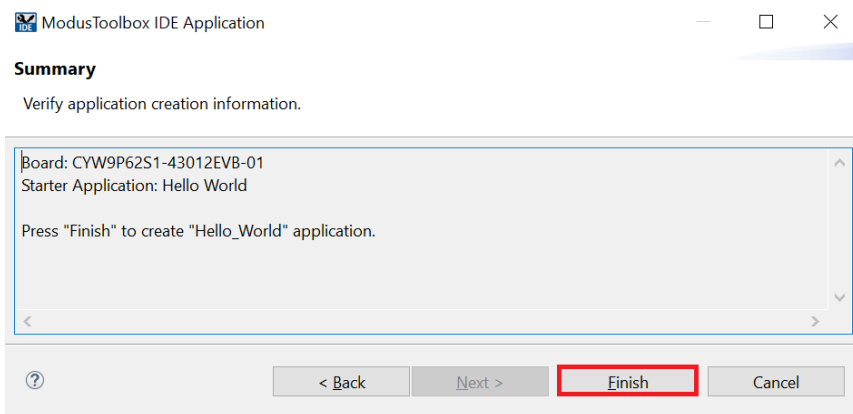 IDE ModusToolbox IDE Application
Summary
Verify application creation information.
Board: CYW9P62S1-43012EVB-01
Starter Application: Hello World
Press "Finish" to create "Hello_World" application.
? < Back Next > Finish Cancel